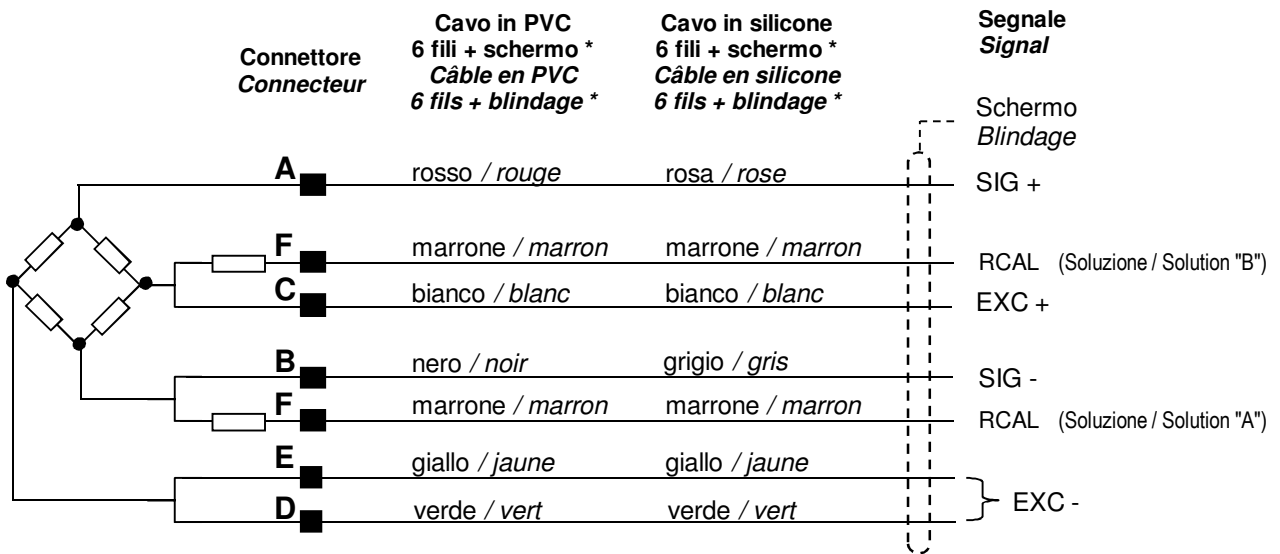 Connettore
Connecteur
Cavo in PVC
6 fili + schermo *
Câble en PVC
6 fils + blindage *
Cavo in silicone
6 fili + schermo *
Câble en silicone
6 fils + blindage *
Segnale
Signal
Schermo
Blindage
A rosso / rouge rosa / rose SIG +
F marrone / marron marrone / marron RCAL (Soluzione / Solution "B")
C bianco / blanc bianco / blanc EXC +
B nero / noir grigio / gris SIG -
F marrone / marron marrone / marron RCAL (Soluzione / Solution "A")
E giallo / jaune giallo / jaune
EXC -
D verde / vert verde / vert